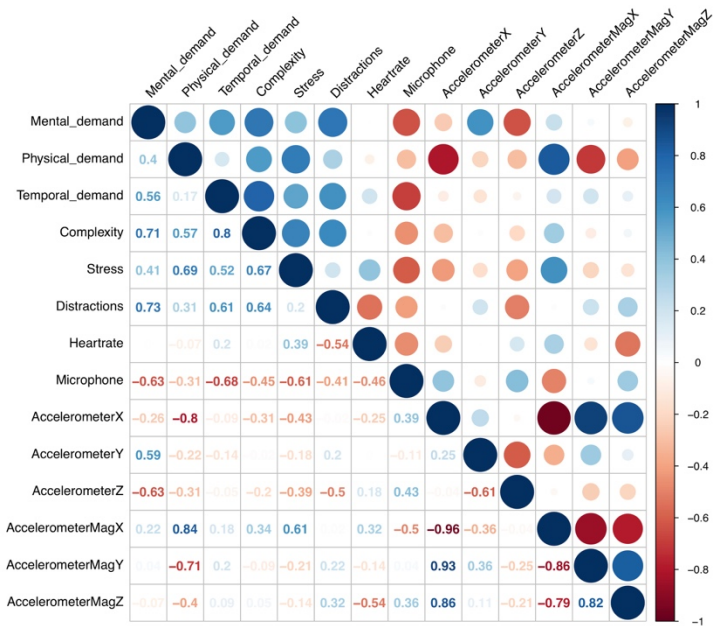 Mental_demand
Physical_demand
Temporal_demand
Complexity
Stress
Distractions
Heartrate
Microphone
AccelerometerX
AccelerometerY
AccelerometerZ
AccelerometerMagX
AccelerometerMagY
AccelerometerMagZ
Mental_demand 1
Physical_demand 0.4 0.8
Temporal_demand 0.56 0.17 0.6
Complexity 0.71 0.57 0.8 0.4
Stress 0.41 0.69 0.52 0.67
Distractions 0.73 0.31 0.61 0.64 0.2 0.2
Heartrate −0.07 0.2 0.39 −0.54 0
Microphone −0.63 −0.31 −0.68 −0.45 −0.61 −0.41 −0.46
AccelerometerX −0.26 −0.8 −0.09 −0.31 −0.43 −0.25 0.39 −0.2
AccelerometerY 0.59 −0.22 −0.14 −0.18 0.2 −0.11 0.25 −0.4
AccelerometerZ −0.63 −0.31 −0.05 −0.2 −0.39 −0.5 0.18 0.43 −0.61
AccelerometerMagX 0.22 0.84 0.18 0.34 0.61 0.32 −0.5 −0.96 −0.36 −0.6
AccelerometerMagY −0.71 0.2 −0.09 −0.21 0.22 −0.14 0.93 0.36 −0.25 −0.86 −0.8
AccelerometerMagZ −0.07 −0.4 0.09 0.05 −0.14 0.32 −0.54 0.36 0.86 0.11 −0.21 −0.79 0.82 −1